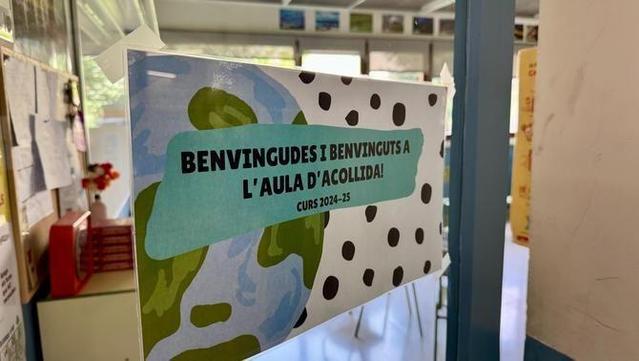 BENVINGUDES I BENVINGUTS A
L'AULA D'ACOLLIDA!
CURS 2024-25